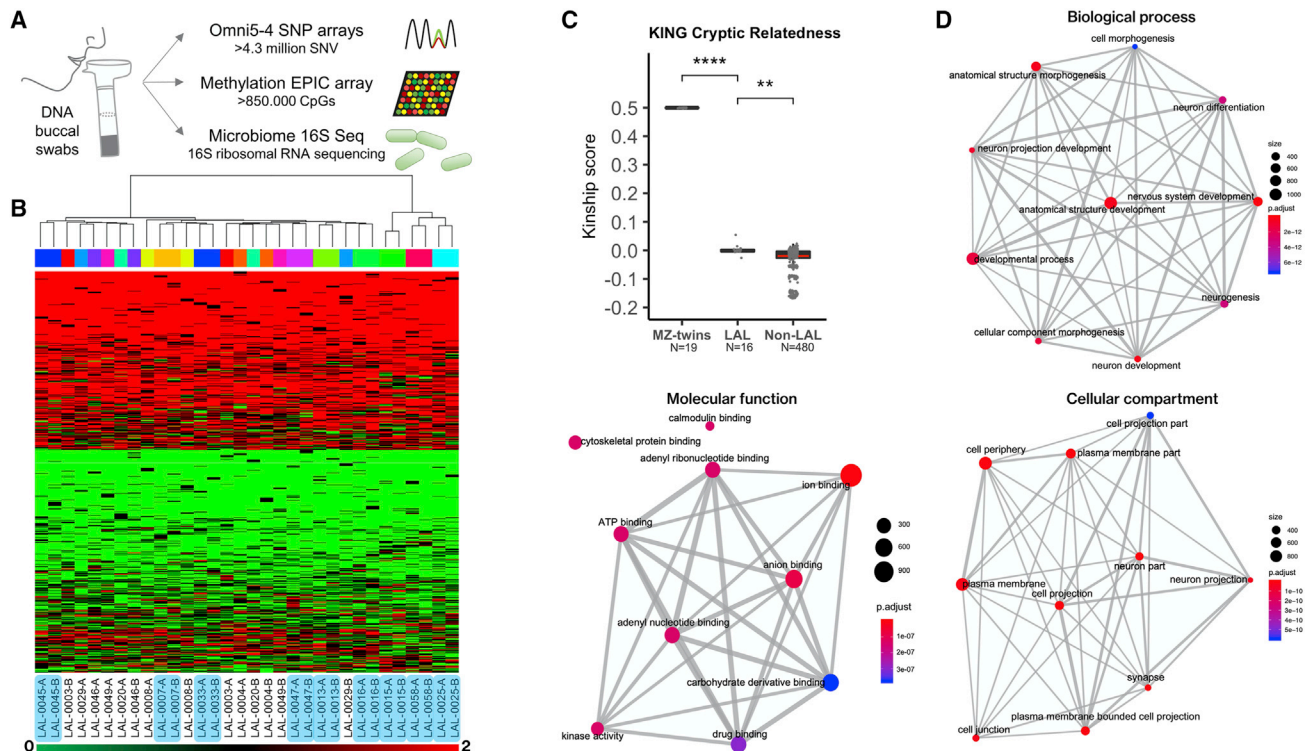 A
DNA
buccal
swabs
Omni5-4 SNP arrays
>4.3 million SNV
Methylation EPIC array
>850.000 CpGs
Microbiome 16S Seq
16S ribosomal RNA sequencing
B
LAL-0045-A
LAL-0045-B
LAL-0003-B
LAL-0029-A
LAL-0046-A
LAL-0049-A
LAL-0020-A
LAL-0046-B
LAL-0008-A
LAL-0007-A
LAL-0007-B
LAL-0008-B
LAL-0033-A
LAL-0033-B
LAL-0003-A
LAL-0004-A
LAL-0020-B
LAL-0004-B
LAL-0049-B
LAL-0047-A
LAL-0047-B
LAL-0013-A
LAL-0013-B
LAL-0029-B
LAL-0016-A
LAL-0016-B
LAL-0015-A
LAL-0015-B
LAL-0058-A
LAL-0058-B
LAL-0025-A
LAL-0025-B
0
2
C
KING Cryptic Relatedness
****
**
Kinship score
0.5
0.4
0.3
0.2
0.1
0.0
-0.1
-0.2
MZ-twins
N=19
LAL
N=16
Non-LAL
N=480
D
Biological process
cell morphogenesis
anatomical structure morphogenesis
neuron differentiation
neuron projection development
nervous system development
anatomical structure development
developmental process
neurogenesis
cellular component morphogenesis
neuron development
size
400
600
800
1000
p.adjust
2e-12
4e-12
6e-12
Molecular function
calmodulin binding
cytoskeletal protein binding
adenyl ribonucleotide binding
ion binding
ATP binding
anion binding
adenyl nucleotide binding
carbohydrate derivative binding
kinase activity
drug binding
300
600
900
p.adjust
1e-07
2e-07
3e-07
Cellular compartment
cell projection part
cell periphery
plasma membrane part
neuron part
neuron projection
plasma membrane
cell projection
synapse
plasma membrane bounded cell projection
cell junction
size
400
600
800
p.adjust
1e-10
2e-10
3e-10
4e-10
5e-10